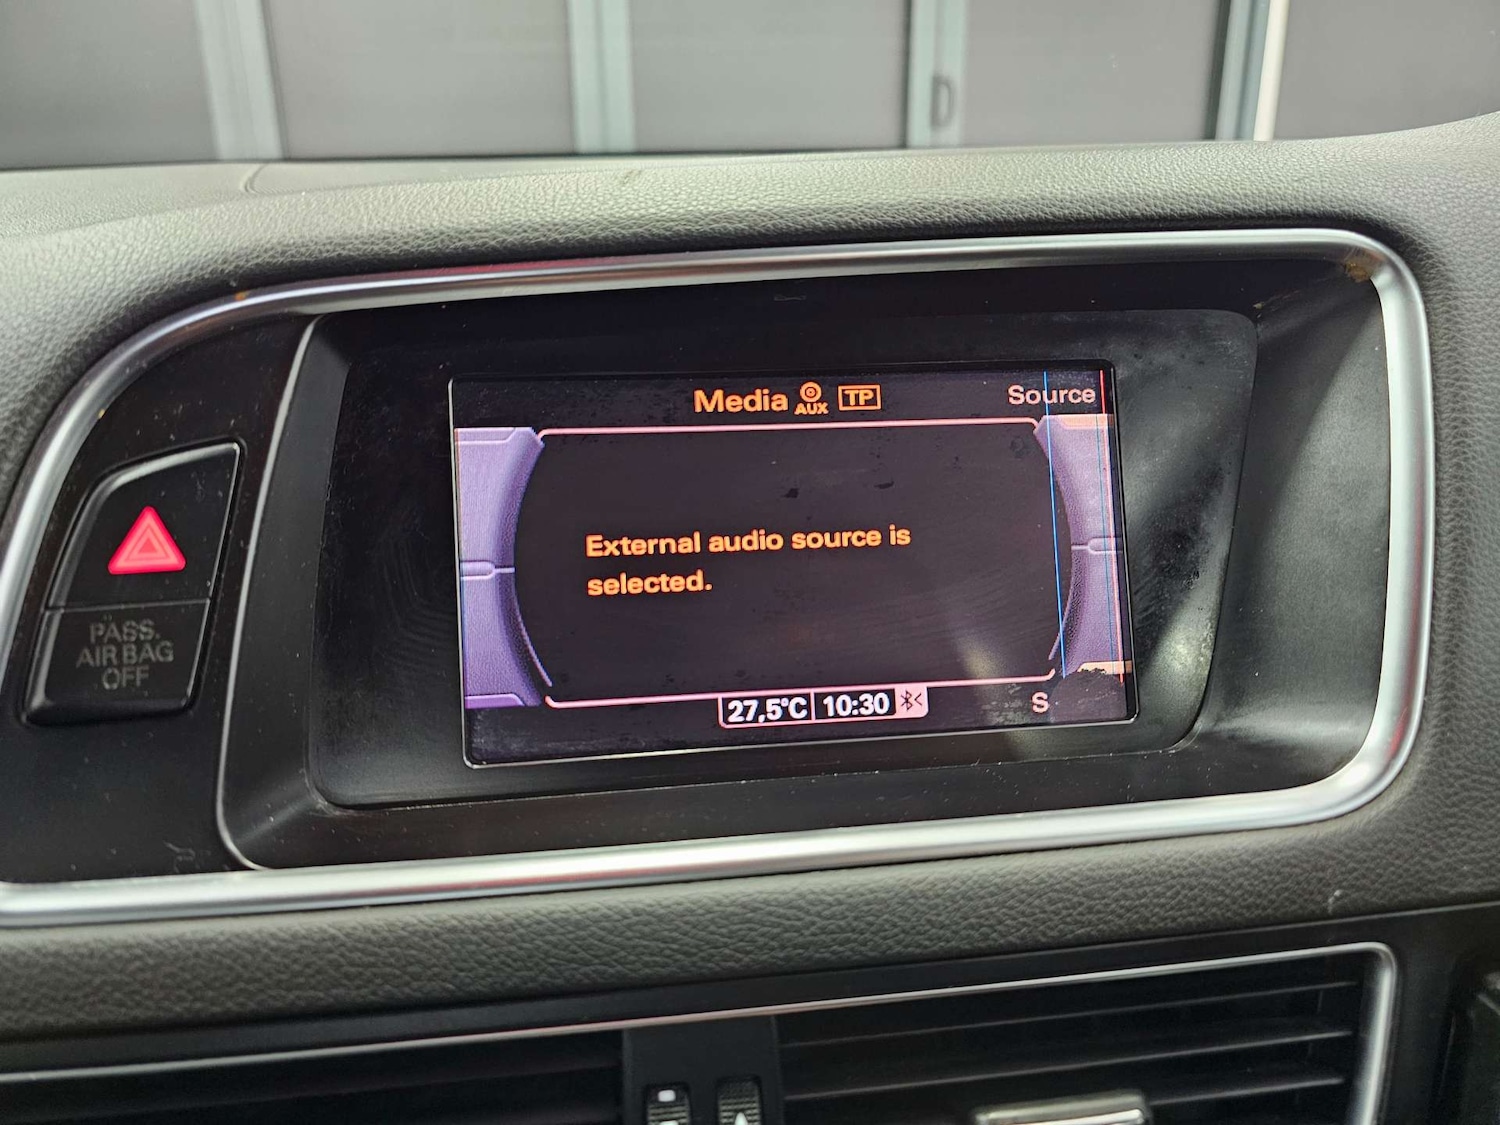 Media AUX TP Source
External audio source is
selected.
27,5°C 10:30
S
PASS.
AIR BAG
OFF